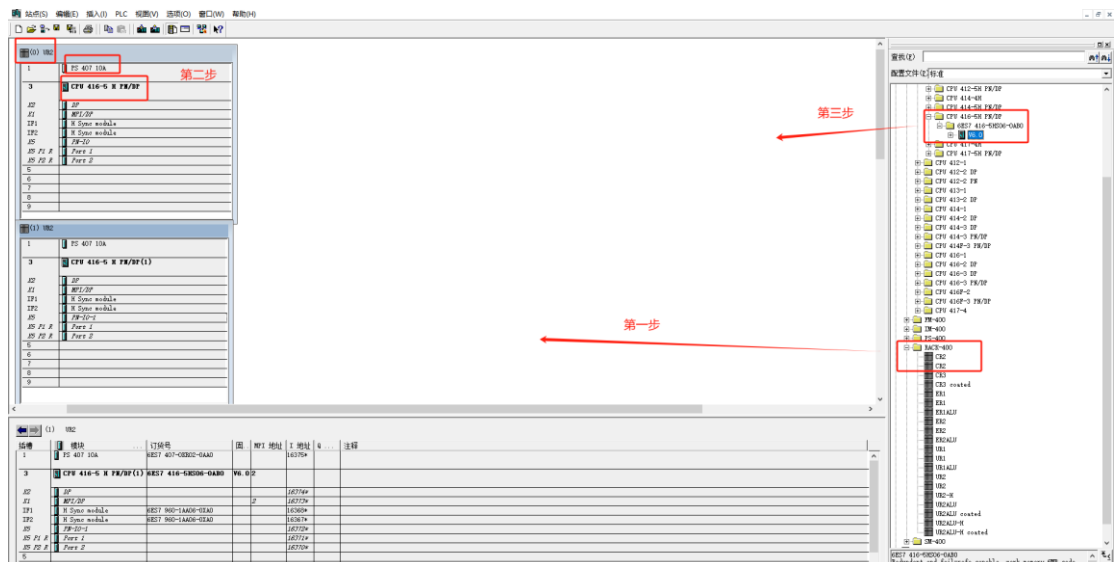 站点(S) 编辑(E) 插入(I) PLC 视图(V) 选项(O) 窗口(W) 帮助(H)
(0) UR2
1 PS 407 10A
第二步
3 CPU 416-5 H PN/DP
X2 DP
X1 MPI/DP
IF1 H Sync module
IF2 H Sync module
X5 PN-IO
X5 P1 R Port 1
X5 P2 R Port 2
5
6
7
8
9
(1) UR2
1 PS 407 10A
3 CPU 416-5 H PN/DP(1)
X2 DP
X1 MPI/DP
IF1 H Sync module
IF2 H Sync module
X5 PN-IO-1
X5 P1 R Port 1
X5 P2 R Port 2
5
6
7
8
9
第三步
第一步
查找(F)
配置文件(E) 标准
CPU 412-5H PN/DP
CPU 414-4H
CPU 414-5H PN/DP
CPU 416-5H PN/DP
6ES7 416-5HS06-0AB0
V6.0
CPU 417-4H
CPU 417-5H PN/DP
CPU 412-1
CPU 412-2 DP
CPU 412-2 PN
CPU 413-1
CPU 413-2 DP
CPU 414-1
CPU 414-2 DP
CPU 414-3 DP
CPU 414-3 PN/DP
CPU 414F-3 PN/DP
CPU 416-1
CPU 416-2 DP
CPU 416-3 DP
CPU 416-3 PN/DP
CPU 416F-2
CPU 416F-3 PN/DP
CPU 417-4
FM-400
IM-400
PS-400
RACK-400
CR2
CR2
CR3
CR3 coated
ER1
ER1
ER1ALU
ER2
ER2
ER2ALU
UR1
UR1
UR1ALU
UR2
UR2
UR2-H
UR2ALU
UR2ALU coated
UR2ALU-H
UR2ALU-H coated
SM-400
6ES7 416-5HS06-0AB0
(1) UR2
插槽 模块 ... 订货号 固... MPI 地址 I 地址 Q ... 注释
1 PS 407 10A 6ES7 407-0KR02-0AA0 16375*
3 CPU 416-5 H PN/DP(1) 6ES7 416-5HS06-0AB0 V6.0 2
X2 DP 16374*
X1 MPI/DP 2 16373*
IF1 H Sync module 6ES7 960-1AA06-0XA0 16368*
IF2 H Sync module 6ES7 960-1AA06-0XA0 16367*
X5 PN-IO-1 16372*
X5 P1 R Port 1 16371*
X5 P2 R Port 2 16370*
5